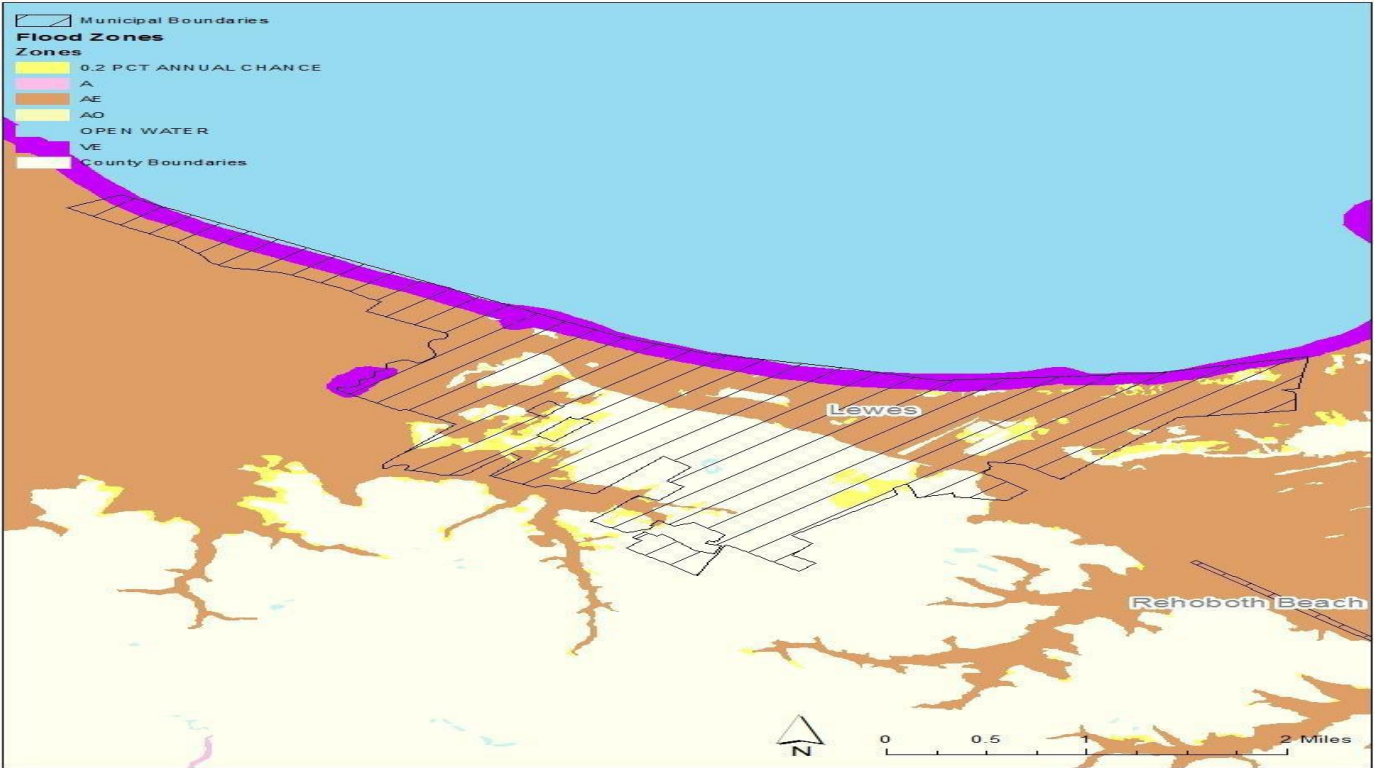 Municipal Boundaries
Flood Zones
Zones
0.2 PCT ANNUAL CHANCE
A
AE
AO
OPEN WATER
VE
County Boundaries
Lewes
Rehoboth Beach
N
0 0.5 1 2 Miles